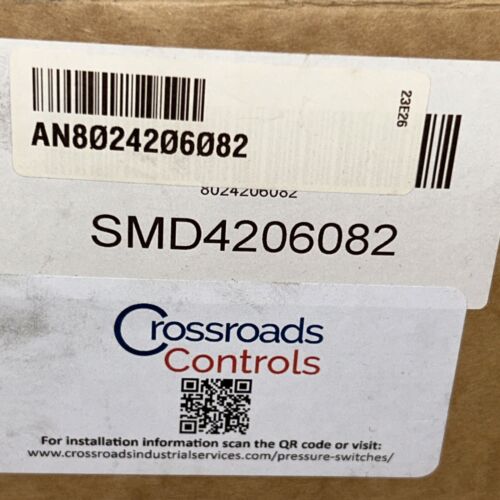 AN8024206082
23E26
8024206082
SMD4206082
Crossroads
Controls
For installation information scan the QR code or visit:
www.crossroadsindustrialservices.com/pressure-switches/